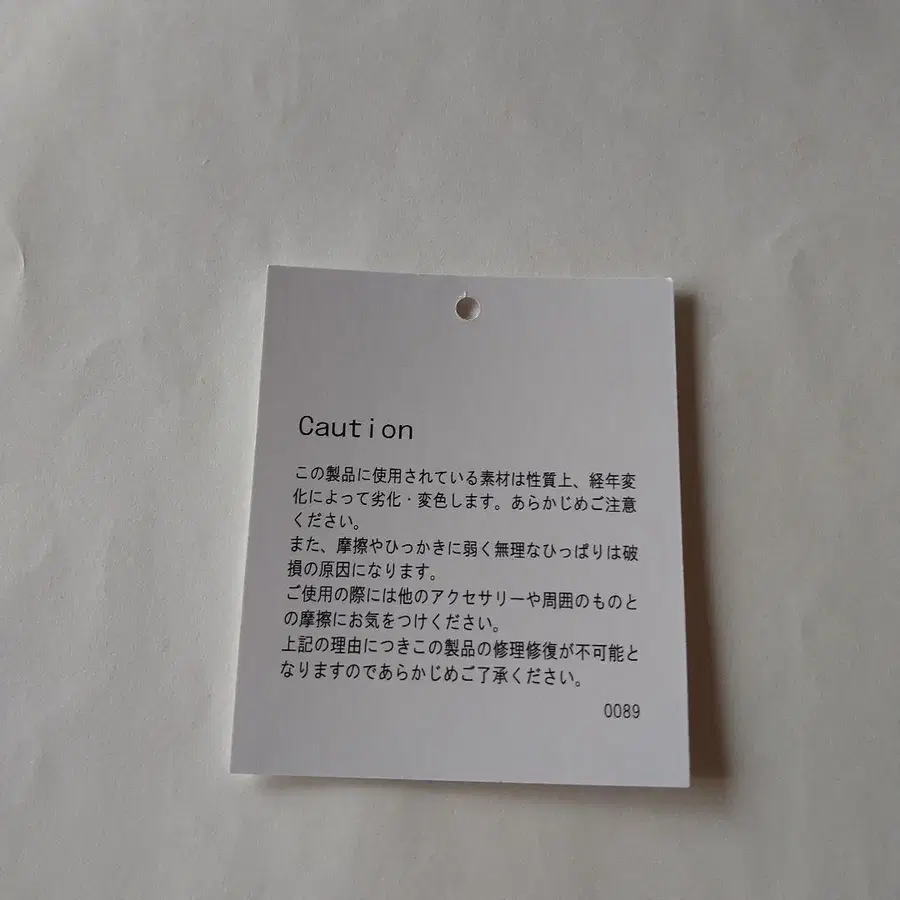 Caution
この製品に使用されている素材は性質上、経年変
化によって劣化・変色します。あらかじめご注意
ください。
また、摩擦やひっかきに弱く無理なひっぱりは破
損の原因になります。
ご使用の際には他のアクセサリーや周囲のものと
の摩擦にお気をつけください。
上記の理由につきこの製品の修理修復が不可能と
なりますのであらかじめご了承ください。
0089